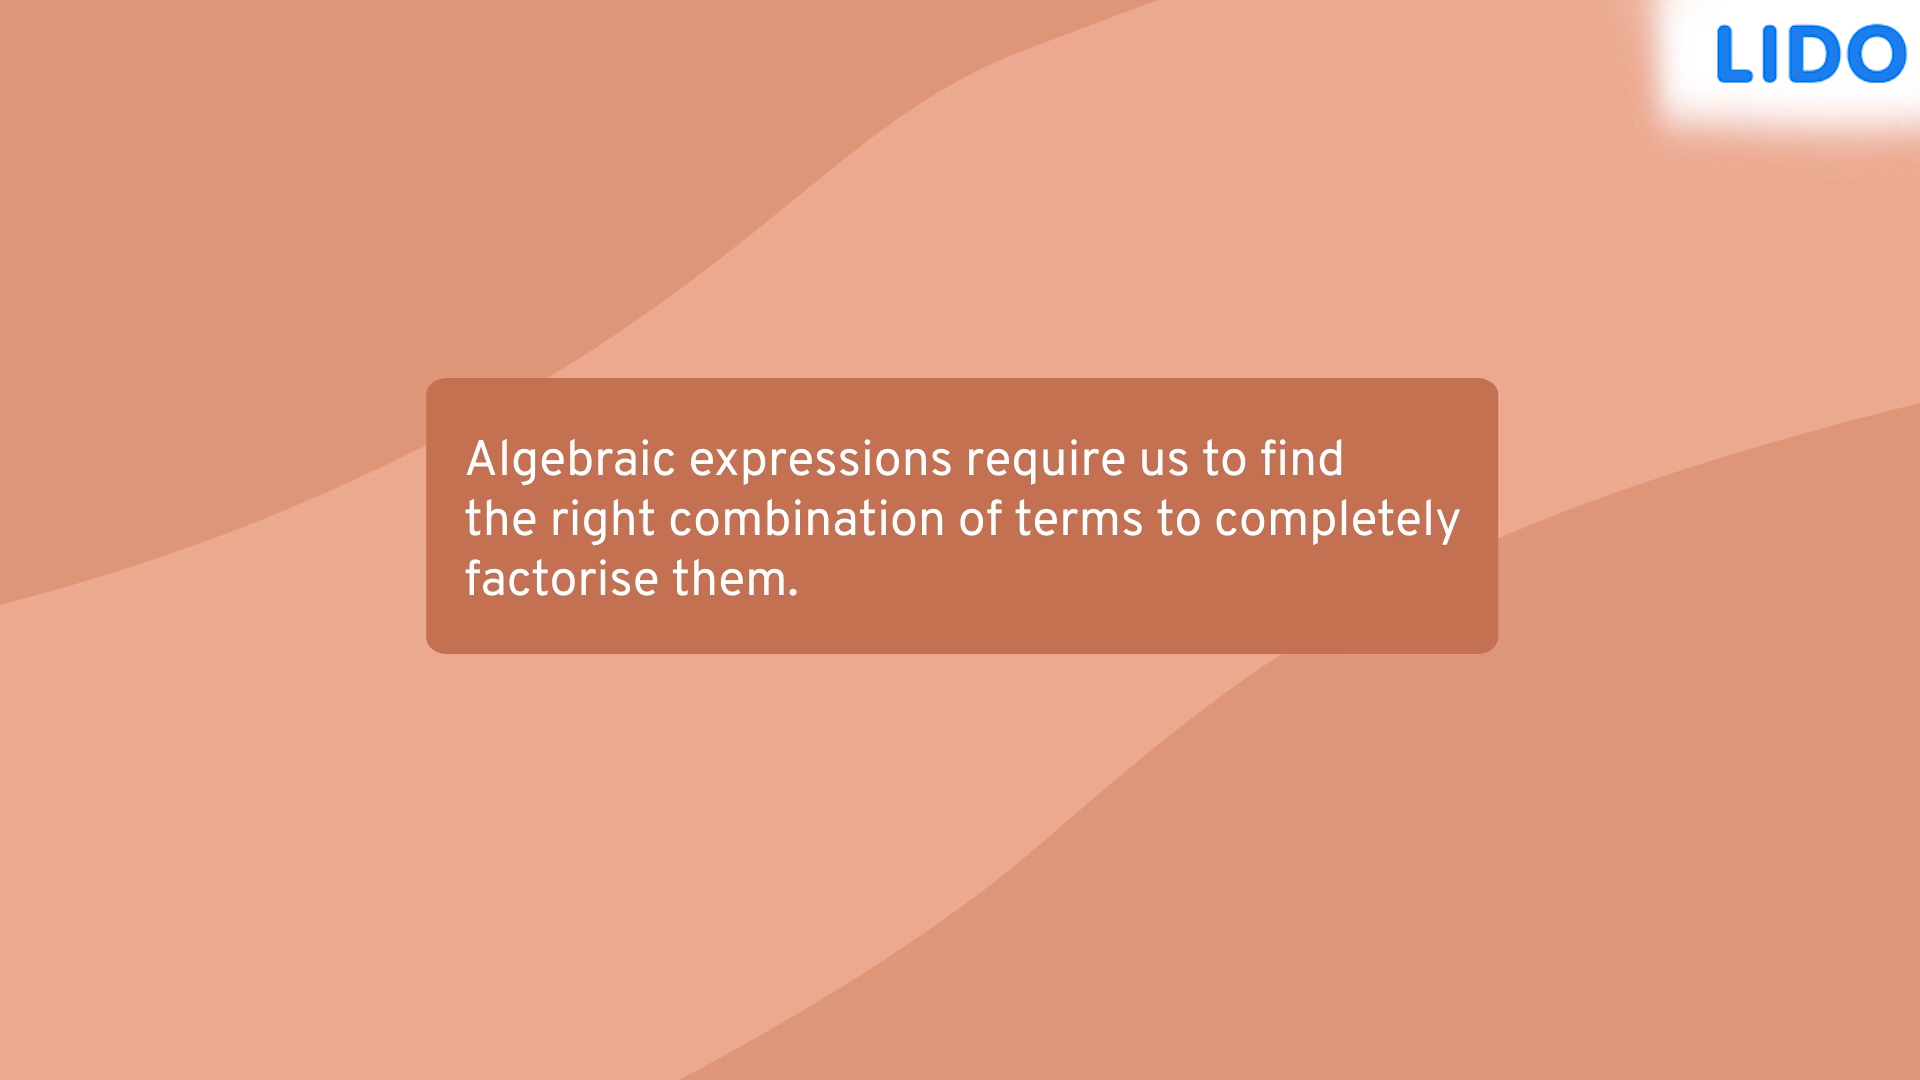 LIDO
Algebraic expressions require us to find
the right combination of terms to completely
factorise them.